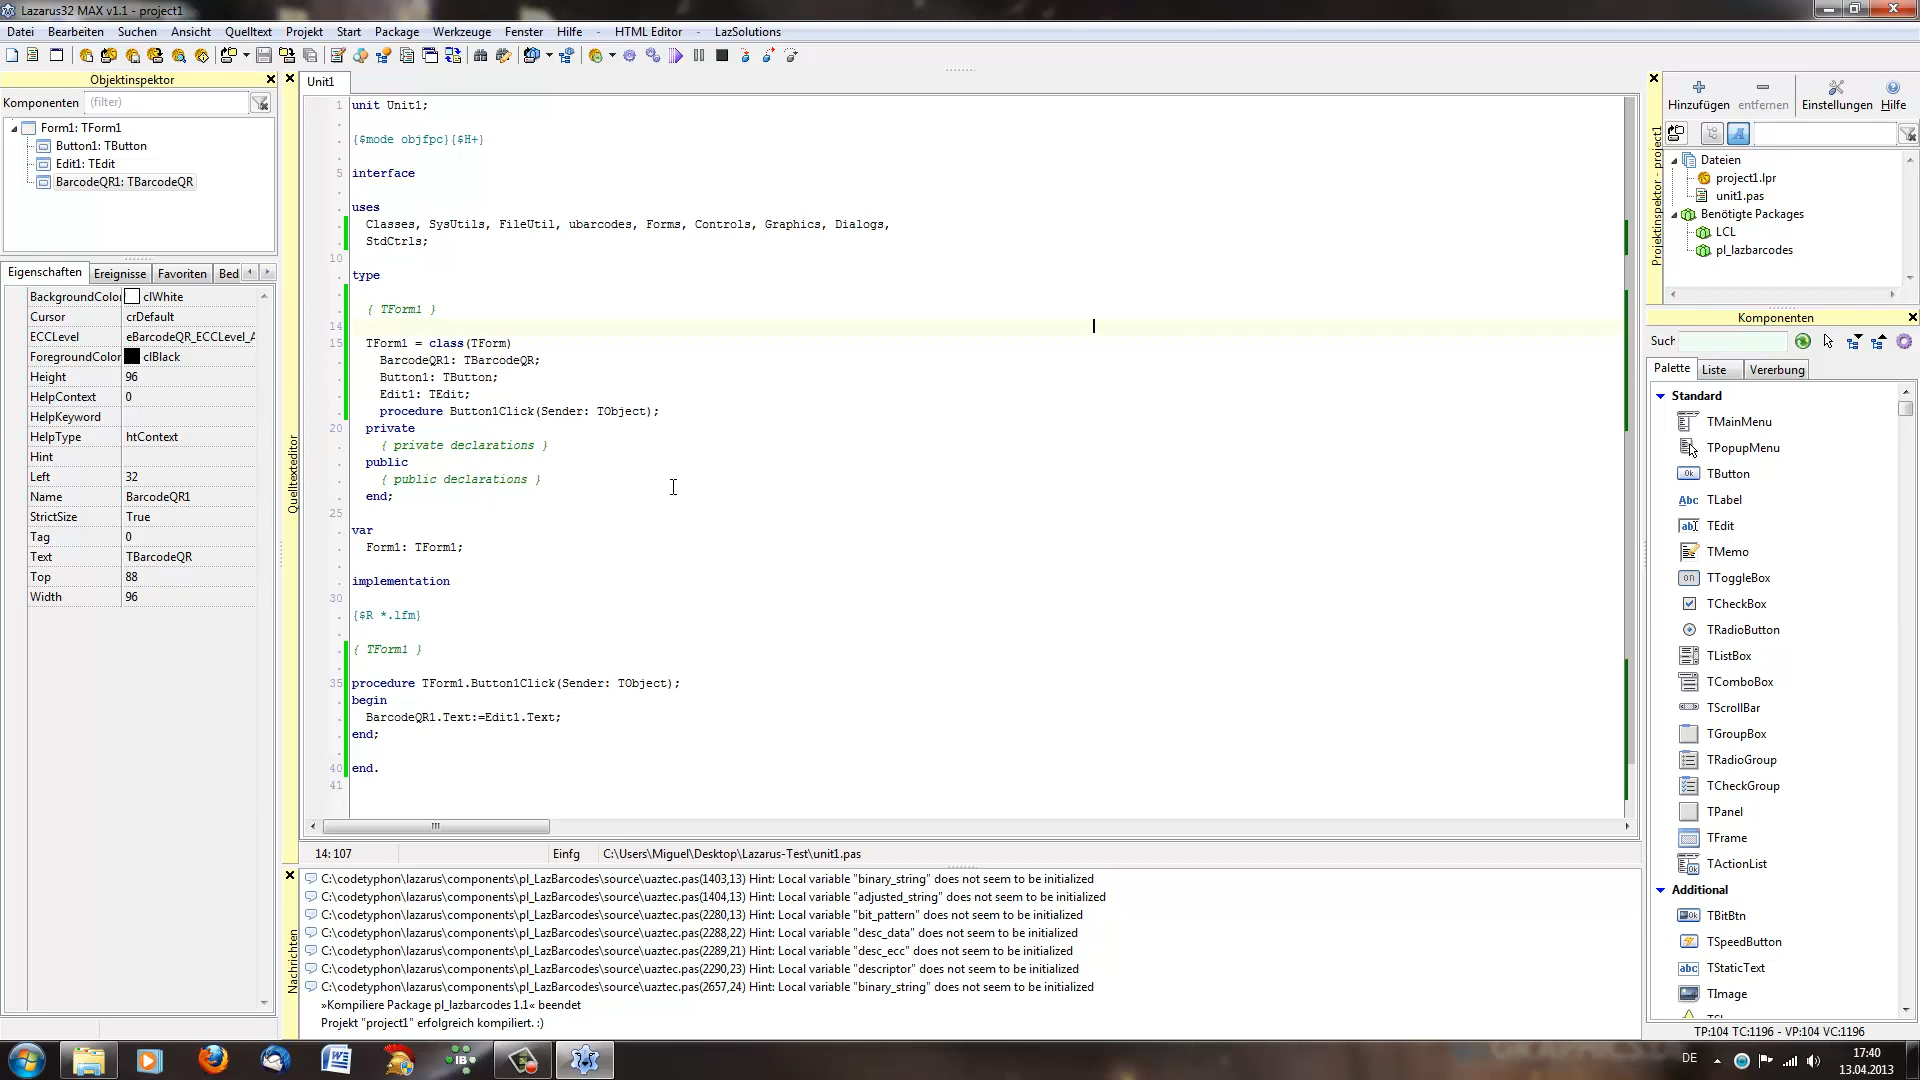 Lazarus32 MAX v1.1 - project1
Datei Bearbeiten Suchen Ansicht Quelltext Projekt Start Package Werkzeuge Fenster Hilfe - HTML Editor - LazSolutions
Objektinspektor
Komponenten (filter)
Form1: TForm1
Button1: TButton
Edit1: TEdit
BarcodeQR1: TBarcodeQR
Eigenschaften Ereignisse Favoriten Bed
BackgroundColor clWhite
Cursor crDefault
ECCLevel eBarcodeQR_ECCLevel_A
ForegroundColor clBlack
Height 96
HelpContext 0
HelpKeyword
HelpType htContext
Hint
Left 32
Name BarcodeQR1
StrictSize True
Tag 0
Text TBarcodeQR
Top 88
Width 96
Quelltexteditor
Unit1
1 unit Unit1;
{$mode objfpc}{$H+}
5 interface
uses
Classes, SysUtils, FileUtil, ubarcodes, Forms, Controls, Graphics, Dialogs,
StdCtrls;
10
type
{ TForm1 }
14
15 TForm1 = class(TForm)
BarcodeQR1: TBarcodeQR;
Button1: TButton;
Edit1: TEdit;
procedure Button1Click(Sender: TObject);
20 private
{ private declarations }
public
{ public declarations }
end;
25
var
Form1: TForm1;
implementation
30
{$R *.lfm}
{ TForm1 }
35 procedure TForm1.Button1Click(Sender: TObject);
begin
BarcodeQR1.Text:=Edit1.Text;
end;
40 end.
41
14: 107 Einfg C:\Users\Miguel\Desktop\Lazarus-Test\unit1.pas
Nachrichten
C:\codetyphon\lazarus\components\pl_LazBarcodes\source\uaztec.pas(1403,13) Hint: Local variable "binary_string" does not seem to be initialized
C:\codetyphon\lazarus\components\pl_LazBarcodes\source\uaztec.pas(1404,13) Hint: Local variable "adjusted_string" does not seem to be initialized
C:\codetyphon\lazarus\components\pl_LazBarcodes\source\uaztec.pas(2280,13) Hint: Local variable "bit_pattern" does not seem to be initialized
C:\codetyphon\lazarus\components\pl_LazBarcodes\source\uaztec.pas(2288,22) Hint: Local variable "desc_data" does not seem to be initialized
C:\codetyphon\lazarus\components\pl_LazBarcodes\source\uaztec.pas(2289,21) Hint: Local variable "desc_ecc" does not seem to be initialized
C:\codetyphon\lazarus\components\pl_LazBarcodes\source\uaztec.pas(2290,23) Hint: Local variable "descriptor" does not seem to be initialized
C:\codetyphon\lazarus\components\pl_LazBarcodes\source\uaztec.pas(2657,24) Hint: Local variable "binary_string" does not seem to be initialized
»Kompiliere Package pl_lazbarcodes 1.1« beendet
Projekt "project1" erfolgreich kompiliert. :)
Projektinspektor - project1
Hinzufügen entfernen Einstellungen Hilfe
Dateien
project1.lpr
unit1.pas
Benötigte Packages
LCL
pl_lazbarcodes
Komponenten
Such
Palette Liste Vererbung
Standard
TMainMenu
TPopupMenu
TButton
TLabel
TEdit
TMemo
TToggleBox
TCheckBox
TRadioButton
TListBox
TComboBox
TScrollBar
TGroupBox
TRadioGroup
TCheckGroup
TPanel
TFrame
TActionList
Additional
TBitBtn
TSpeedButton
TStaticText
TImage
TP:104 TC:1196 - VP:104 VC:1196
DE
17:40
13.04.2013